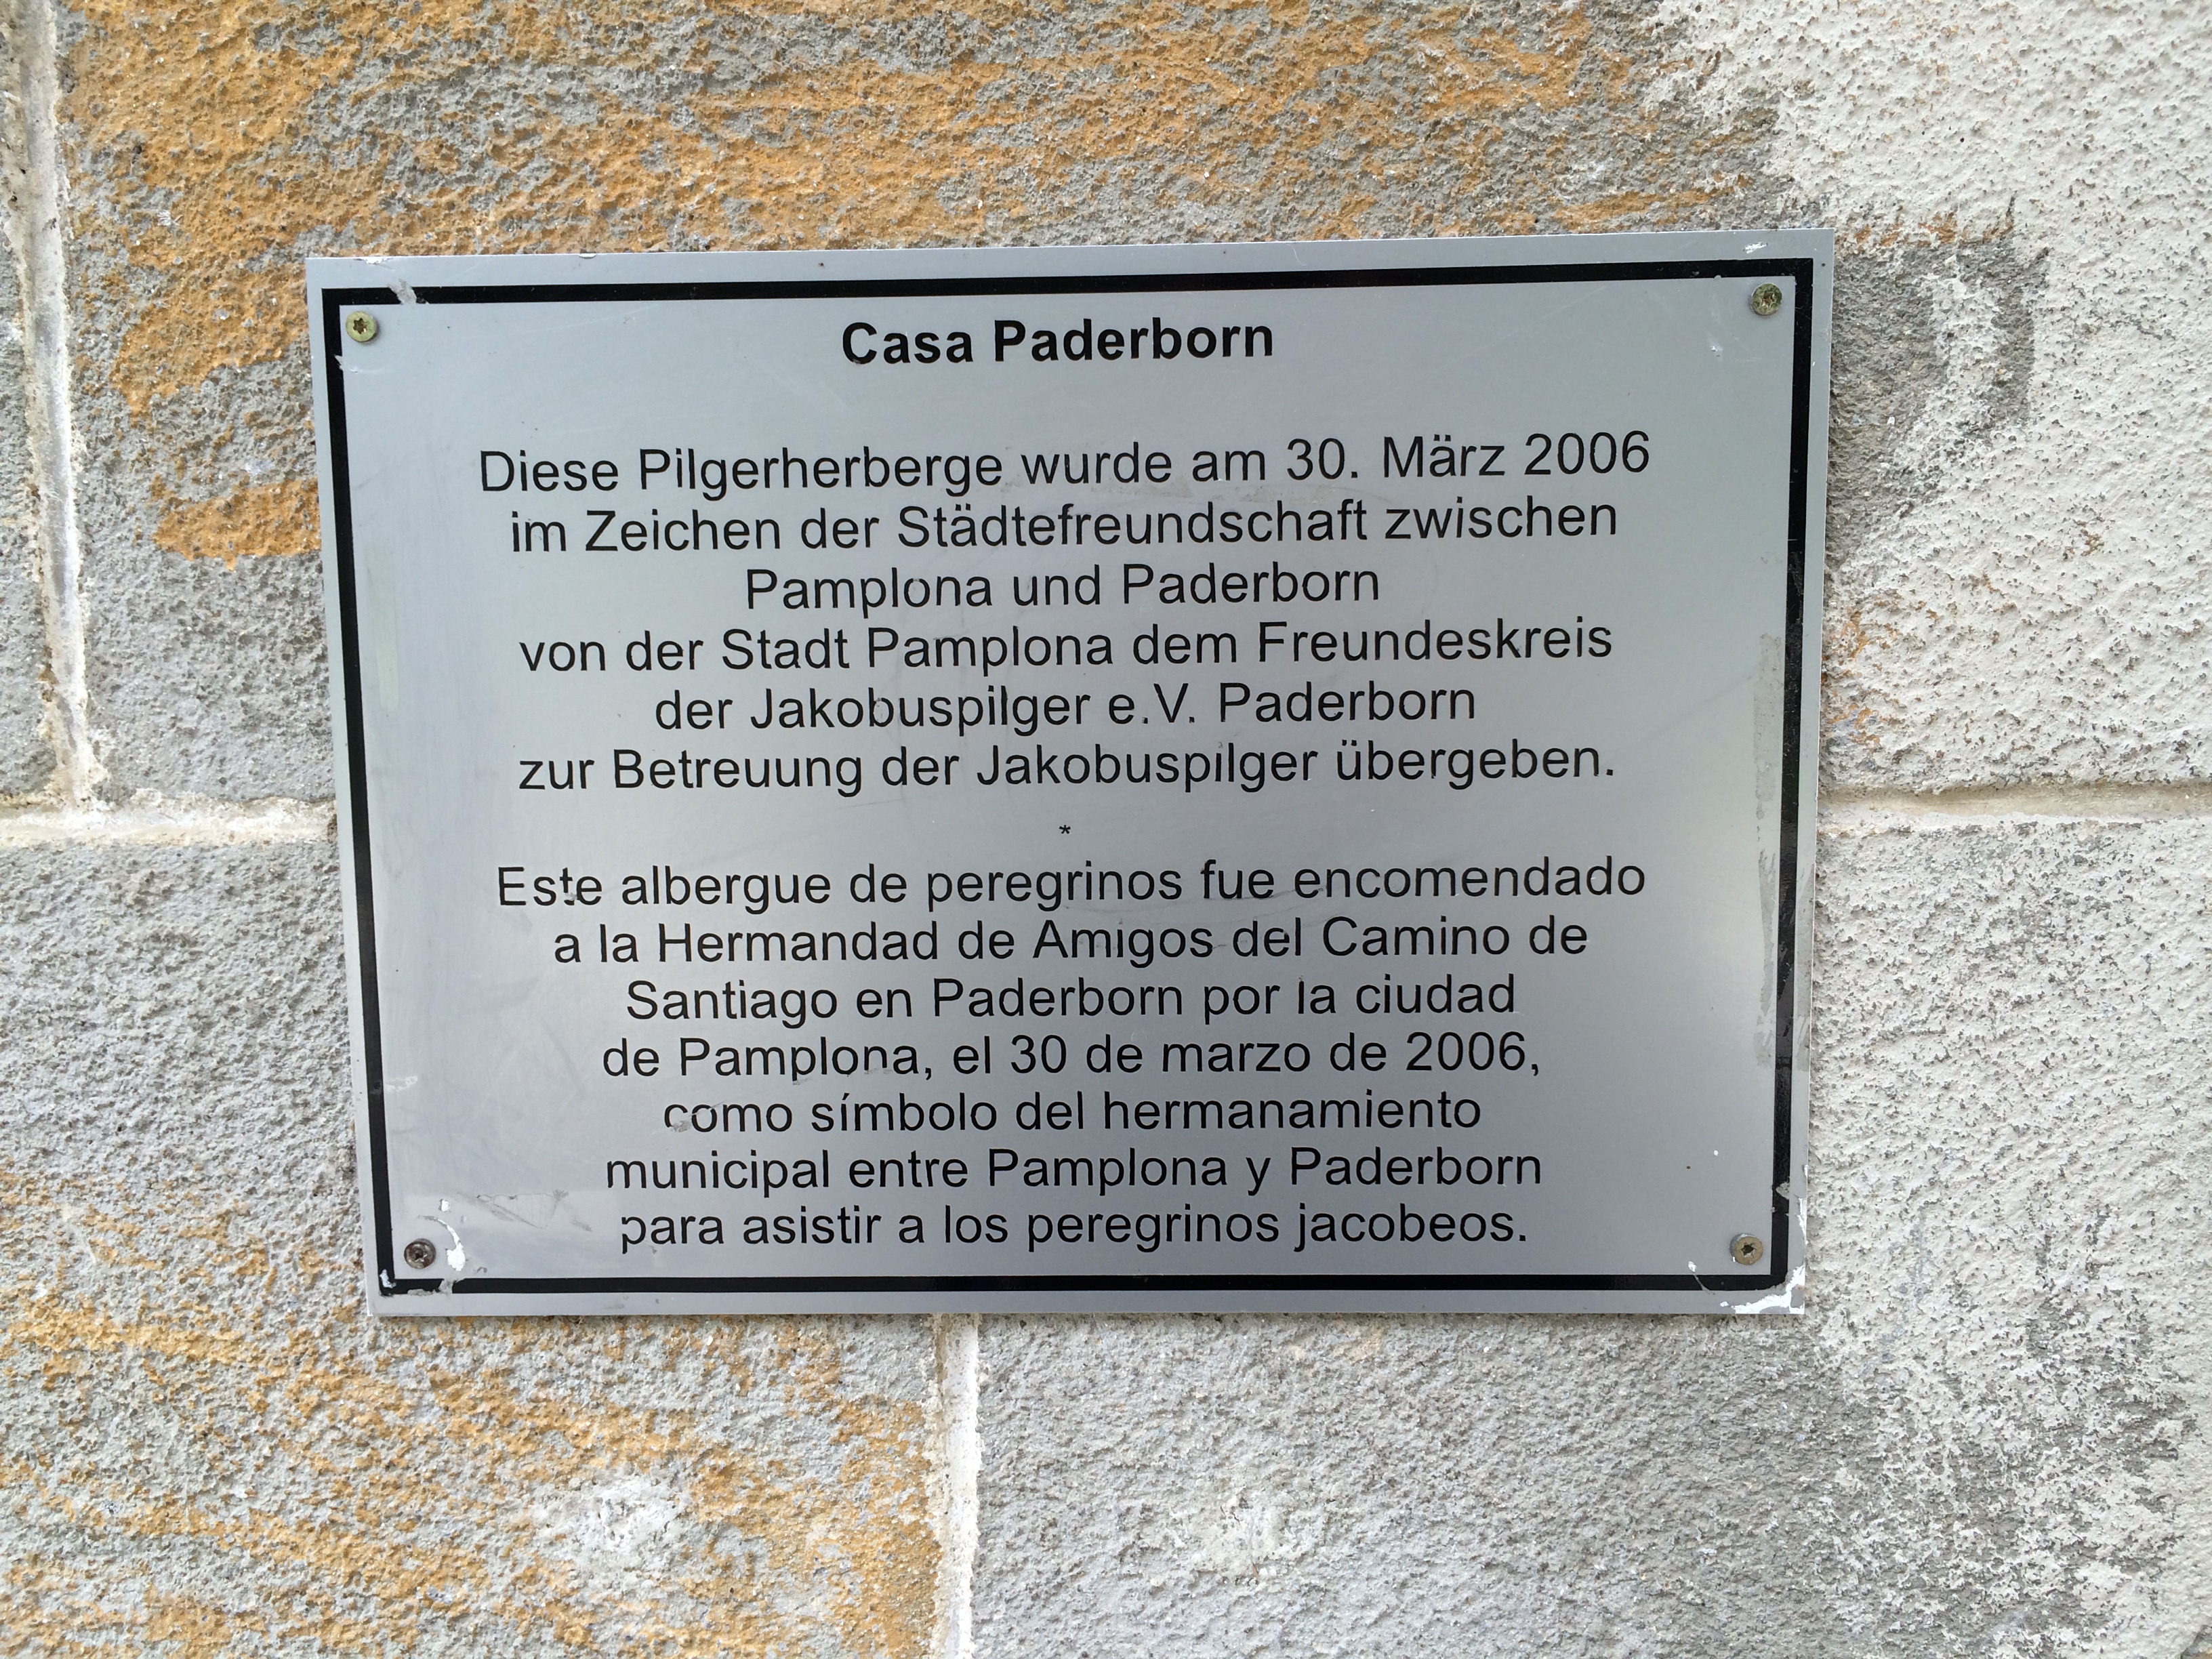 Casa Paderborn
Diese Pilgerherberge wurde am 30. März 2006
im Zeichen der Städtefreundschaft zwischen
Pamplona und Paderborn
von der Stadt Pamplona dem Freundeskreis
der Jakobuspilger e.V. Paderborn
zur Betreuung der Jakobuspilger übergeben.
*
Este albergue de peregrinos fue encomendado
a la Hermandad de Amigos del Camino de
Santiago en Paderborn por la ciudad
de Pamplona, el 30 de marzo de 2006,
como símbolo del hermanamiento
municipal entre Pamplona y Paderborn
para asistir a los peregrinos jacobeos.